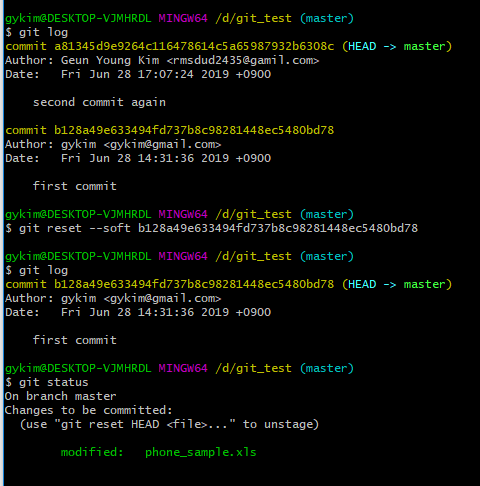 gykim@DESKTOP-VJMHRDL MINGW64 /d/git_test (master)
$ git log
commit a81345d9e9264c116478614c5a65987932b6308c (HEAD -> master)
Author: Geun Young Kim <rmsdud2435@gamil.com>
Date:   Fri Jun 28 17:07:24 2019 +0900

    second commit again

commit b128a49e633494fd737b8c98281448ec5480bd78
Author: gykim <gykim@gmail.com>
Date:   Fri Jun 28 14:31:36 2019 +0900

    first commit

gykim@DESKTOP-VJMHRDL MINGW64 /d/git_test (master)
$ git reset --soft b128a49e633494fd737b8c98281448ec5480bd78

gykim@DESKTOP-VJMHRDL MINGW64 /d/git_test (master)
$ git log
commit b128a49e633494fd737b8c98281448ec5480bd78 (HEAD -> master)
Author: gykim <gykim@gmail.com>
Date:   Fri Jun 28 14:31:36 2019 +0900

    first commit

gykim@DESKTOP-VJMHRDL MINGW64 /d/git_test (master)
$ git status
On branch master
Changes to be committed:
  (use "git reset HEAD <file>..." to unstage)

        modified:   phone_sample.xls